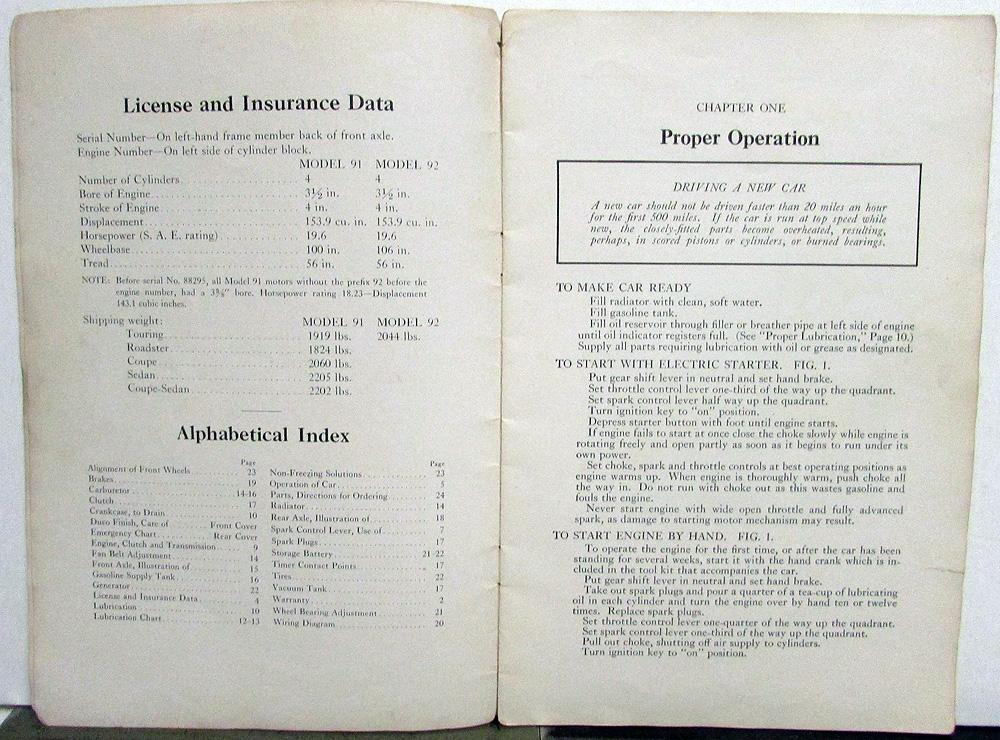 License and Insurance Data
Serial Number—On left-hand frame member back of front axle.
Engine Number—On left side of cylinder block.
MODEL 91 MODEL 92
Number of Cylinders 4 4
Bore of Engine 3½ in. 3½ in.
Stroke of Engine 4 in. 4 in.
Displacement 153.9 cu. in. 153.9 cu. in.
Horsepower (S. A. E. rating) 19.6 19.6
Wheelbase 100 in. 106 in.
Tread 56 in. 56 in.
NOTE: Before serial No. 88295, all Model 91 motors without the prefix 92 before the
engine number, had a 3⅜" bore. Horsepower rating 18.23—Displacement
143.1 cubic inches.
Shipping weight: MODEL 91 MODEL 92
Touring 1919 lbs. 2044 lbs.
Roadster 1824 lbs.
Coupe 2060 lbs.
Sedan 2205 lbs.
Coupe-Sedan 2202 lbs.
Alphabetical Index
Page
Alignment of Front Wheels 23
Brakes 19
Carburetor 14-16
Clutch 17
Crankcase, to Drain 10
Duco Finish, Care of Front Cover
Emergency Chart Rear Cover
Engine, Clutch and Transmission 9
Fan Belt Adjustment 14
Front Axle, Illustration of 15
Gasoline Supply Tank 16
Generator 22
License and Insurance Data 4
Lubrication 10
Lubrication Chart 12-13
Page
Non-Freezing Solutions 23
Operation of Car 5
Parts, Directions for Ordering 24
Radiator 14
Rear Axle, Illustration of 18
Spark Control Lever, Use of 7
Spark Plugs 17
Storage Battery 21-22
Timer Contact Points 17
Tires 22
Vacuum Tank 17
Warranty 2
Wheel Bearing Adjustment 21
Wiring Diagram 20
CHAPTER ONE
Proper Operation
DRIVING A NEW CAR
A new car should not be driven faster than 20 miles an hour
for the first 500 miles. If the car is run at top speed while
new, the closely-fitted parts become overheated, resulting,
perhaps, in scored pistons or cylinders, or burned bearings.
TO MAKE CAR READY
Fill radiator with clean, soft water.
Fill gasoline tank.
Fill oil reservoir through filler or breather pipe at left side of engine
until oil indicator registers full. (See "Proper Lubrication," Page 10.)
Supply all parts requiring lubrication with oil or grease as designated.
TO START WITH ELECTRIC STARTER. FIG. 1.
Put gear shift lever in neutral and set hand brake.
Set throttle control lever one-third of the way up the quadrant.
Set spark control lever half way up the quadrant.
Turn ignition key to "on" position.
Depress starter button with foot until engine starts.
If engine fails to start at once close the choke slowly while engine is
rotating freely and open partly as soon as it begins to run under its
own power.
Set choke, spark and throttle controls at best operating positions as
engine warms up. When engine is thoroughly warm, push choke all
the way in. Do not run with choke out as this wastes gasoline and
fouls the engine.
Never start engine with wide open throttle and fully advanced
spark, as damage to starting motor mechanism may result.
TO START ENGINE BY HAND. FIG. 1.
To operate the engine for the first time, or after the car has been
standing for several weeks, start it with the hand crank which is in-
cluded in the tool kit that accompanies the car.
Put gear shift lever in neutral and set hand brake.
Take out spark plugs and pour a quarter of a tea-cup of lubricating
oil in each cylinder and turn the engine over by hand ten or twelve
times. Replace spark plugs.
Set throttle control lever one-quarter of the way up the quadrant.
Set spark control lever one-third of the way up the quadrant.
Pull out choke, shutting off air supply to cylinders.
Turn ignition key to "on" position.